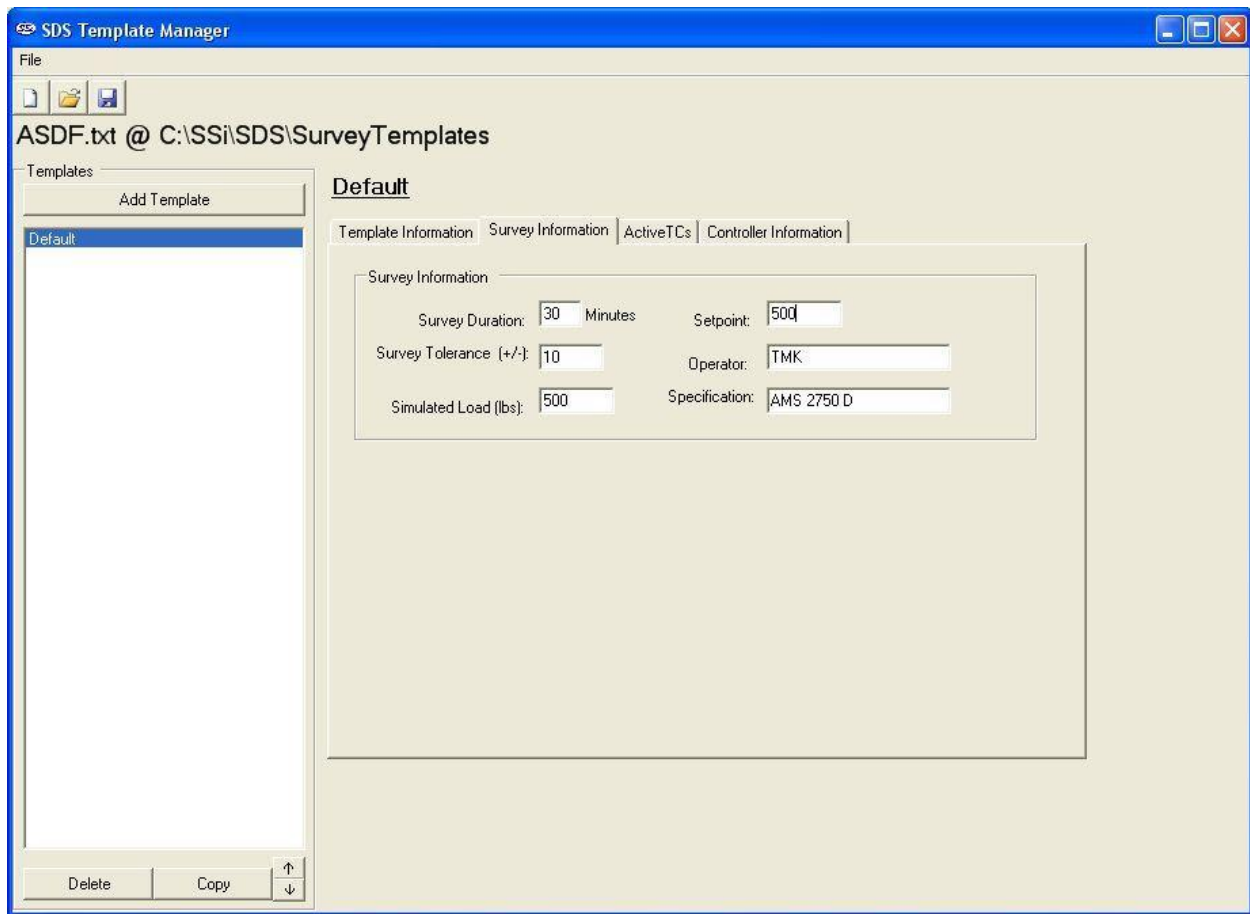 SDS Template Manager
File
ASDF.txt @ C:\SSi\SDS\SurveyTemplates
Templates
Add Template
Default
Delete
Copy
Default
Template Information
Survey Information
ActiveTCs
Controller Information
Survey Information
Survey Duration: 30 Minutes
Setpoint: 500
Survey Tolerance (+/-): 10
Operator: TMK
Simulated Load (lbs): 500
Specification: AMS 2750 D